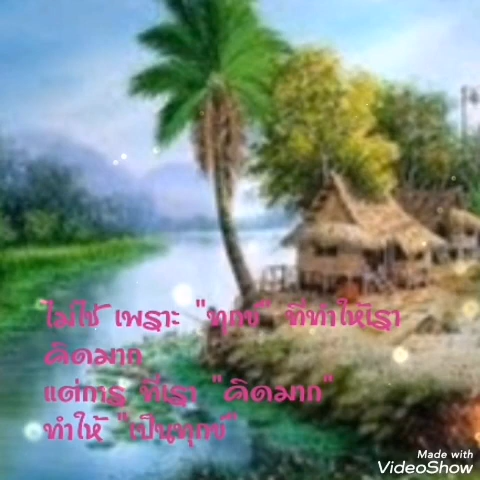 ไม่ใช่ เพราะ "ทุกข์" ที่ทำให้เรา
คิดมาก
แต่การ ที่เรา "คิดมาก"
ทำให้ "เป็นทุกข์"
Made with
VideoShow